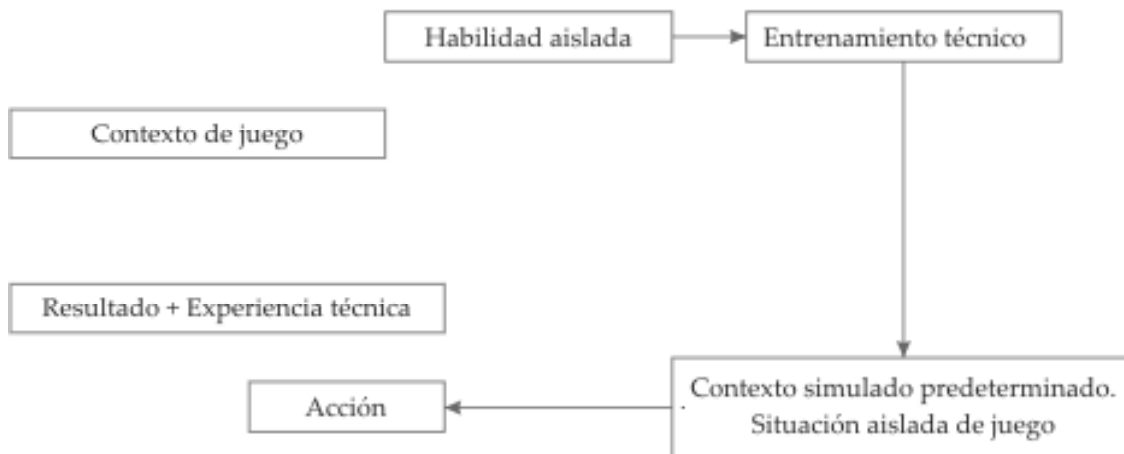 Habilidad aislada
Entrenamiento técnico
Contexto de juego
Resultado + Experiencia técnica
Contexto simulado predeterminado.
Situación aislada de juego
Acción